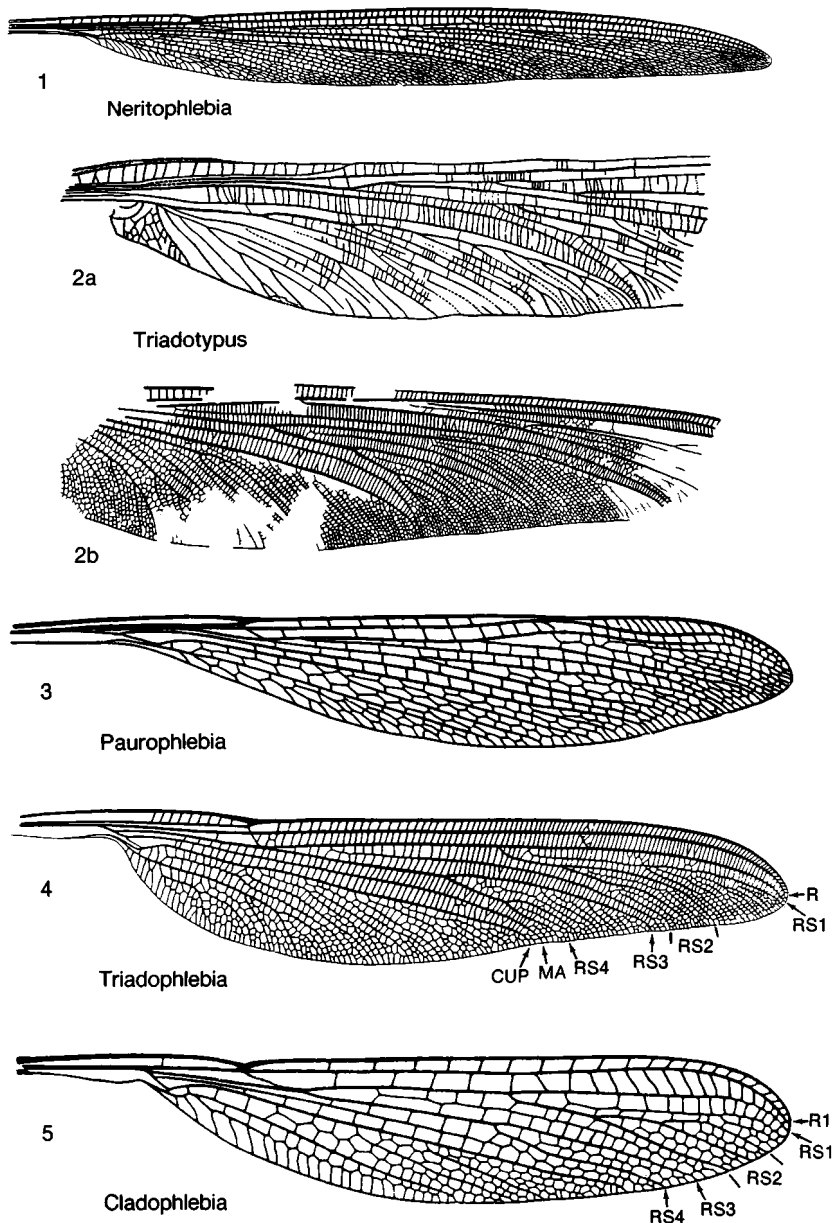 1
Neritophlebia
2a
Triadotypus
2b
3
Paurophlebia
4
R
RS1
RS2
RS3
RS4
MA
CUP
Triadophlebia
5
R1
RS1
RS2
RS3
RS4
Cladophlebia